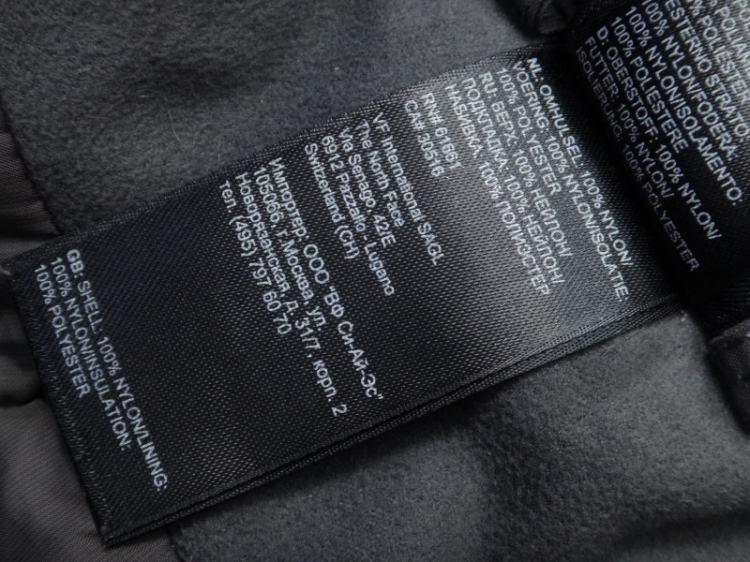 NL: OMHULSEL: 100% NYLON/
VOERING: 100% NYLON/ISOLATIE:
100% POLYESTER
RU: ВЕРХ: 100% НЕЙЛОН/
ПОДКЛАДКА: 100% НЕЙЛОН/
НАБИВКА: 100% ПОЛИЭСТЕР
RN# 61661
CA# 30516
VF International SAGL
The North Face
Via Senago, 42/E
6912 Pazzallo, Lugano
Switzerland (CH)
Импортер: ООО "ВФ Си-Ай-Эс"
105066, г. Москва, ул.
Новорязанская, Д. 31/7, корп. 2
тел. (495) 797 60 70
GB: SHELL: 100% NYLON/LINING:
100% NYLON/INSULATION:
100% POLYESTER
ESTERNO STRATO:
100% NYLON/FODERA:
100% NYLON/ISOLAMENTO:
100% POLIESTERE
D: OBERSTOFF: 100% NYLON/
FUTTER: 100% NYLON/
ISOLIERUNG: 100% POLYESTER